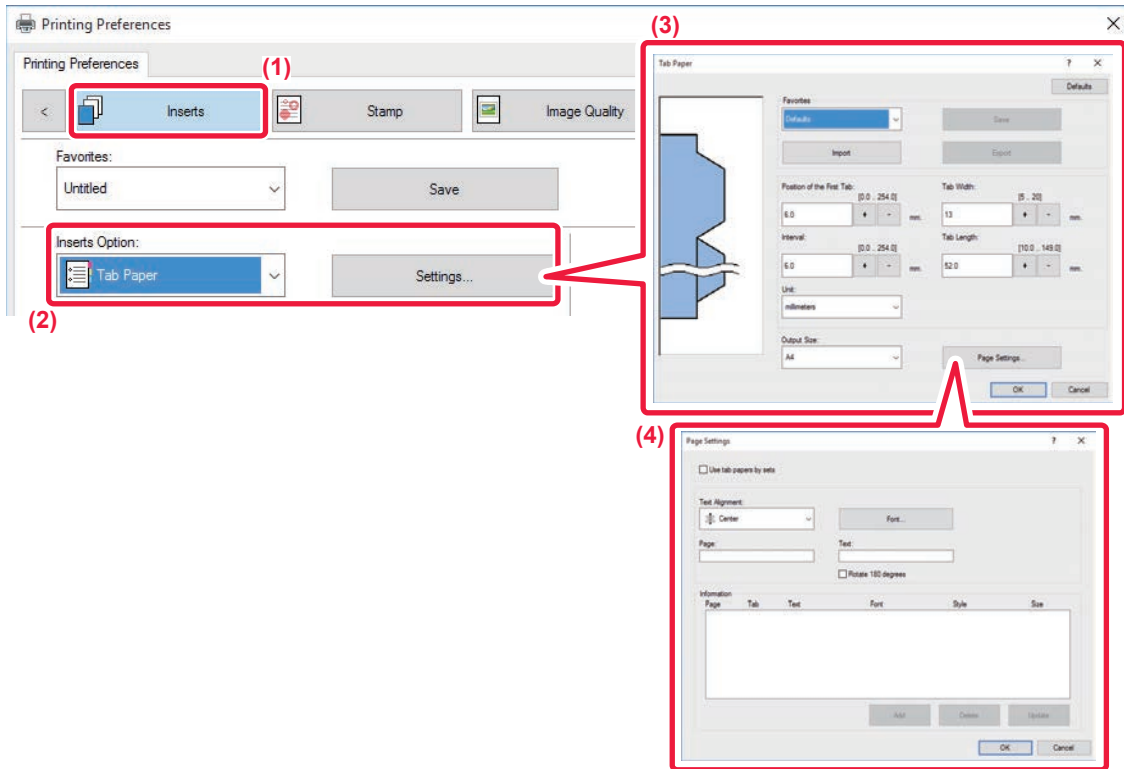 Printing Preferences
Printing Preferences
(1)
<
Inserts
Stamp
Image Quality
Favorites:
Untitled
Save
Inserts Option:
Tab Paper
Settings...
(2)
(3)
Tab Paper
?
Defaults
Favorites
Defaults
Save
Import
Export
Position of the First Tab:
[0.0 .. 254.0]
6.0
+ -
mm.
Tab Width:
[5 .. 20]
13
+ -
mm.
Interval:
[0.0 .. 254.0]
6.0
+ -
mm.
Tab Length:
[10.0 .. 149.0]
52.0
+ -
mm.
Unit:
millimeters
Output Size:
A4
Page Settings...
OK Cancel
(4)
Page Settings
?
Use tab papers by sets
Text Alignment:
Center
Font...
Page:
Text:
Rotate 180 degrees
Information
Page Tab Text Font Style Size
Add Delete Update
OK Cancel